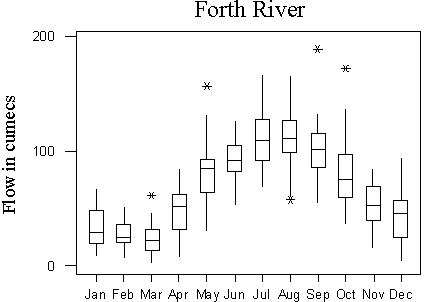 Forth River
Flow in cumecs
200
100
0
Jan Feb Mar Apr May Jun Jul Aug Sep Oct Nov Dec